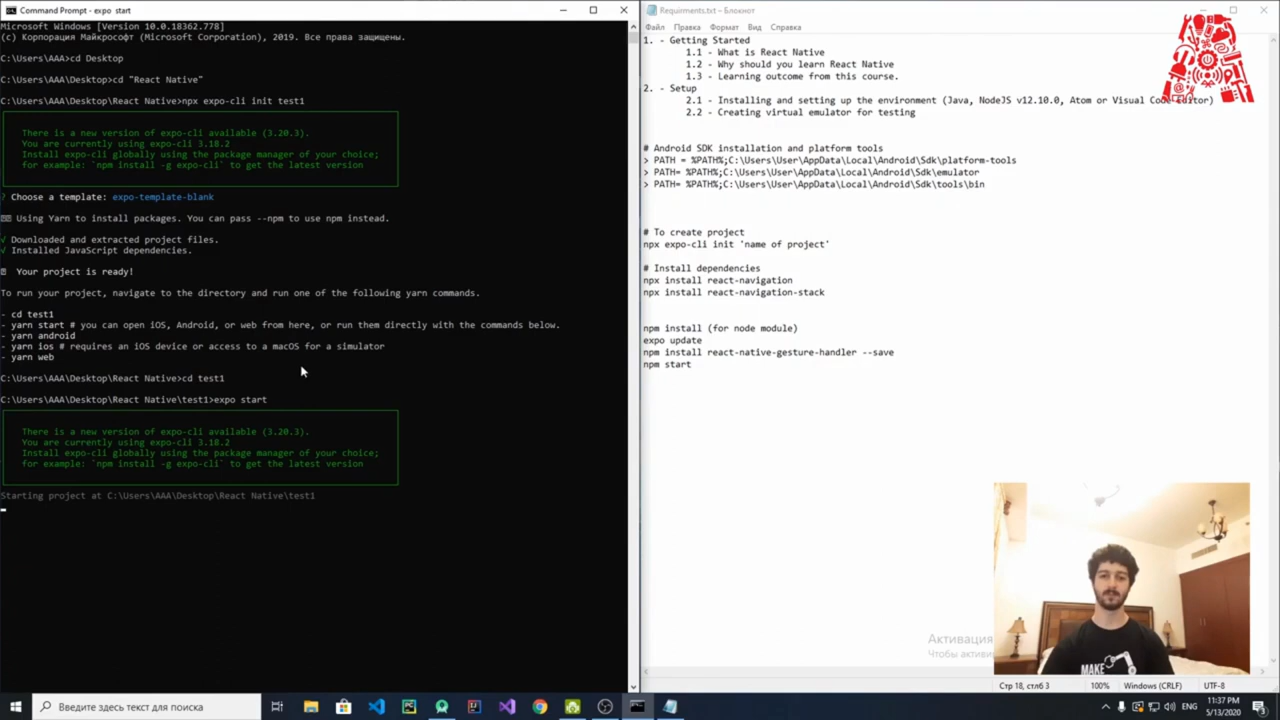 Command Prompt - expo start
Microsoft Windows [Version 10.0.18362.778]
(c) Корпорация Майкрософт (Microsoft Corporation), 2019. Все права защищены.
C:\Users\AAA>cd Desktop
C:\Users\AAA\Desktop>cd "React Native"
C:\Users\AAA\Desktop\React Native>npx expo-cli init test1
There is a new version of expo-cli available (3.20.3).
You are currently using expo-cli 3.18.2
Install expo-cli globally using the package manager of your choice;
for example: `npm install -g expo-cli` to get the latest version
? Choose a template: expo-template-blank
Using Yarn to install packages. You can pass --npm to use npm instead.
√ Downloaded and extracted project files.
√ Installed JavaScript dependencies.
Your project is ready!
To run your project, navigate to the directory and run one of the following yarn commands.
- cd test1
- yarn start # you can open iOS, Android, or web from here, or run them directly with the commands below.
- yarn android
- yarn ios # requires an iOS device or access to a macOS for a simulator
- yarn web
C:\Users\AAA\Desktop\React Native>cd test1
C:\Users\AAA\Desktop\React Native\test1>expo start
There is a new version of expo-cli available (3.20.3).
You are currently using expo-cli 3.18.2
Install expo-cli globally using the package manager of your choice;
for example: `npm install -g expo-cli` to get the latest version
Starting project at C:\Users\AAA\Desktop\React Native\test1
Requirments.txt – Блокнот
Файл Правка Формат Вид Справка
1. - Getting Started
1.1 - What is React Native
1.2 - Why should you learn React Native
1.3 - Learning outcome from this course.
2. - Setup
2.1 - Installing and setting up the environment (Java, NodeJS v12.10.0, Atom or Visual Code Editor)
2.2 - Creating virtual emulator for testing
# Android SDK installation and platform tools
> PATH = %PATH%;C:\Users\User\AppData\Local\Android\Sdk\platform-tools
> PATH= %PATH%;C:\Users\User\AppData\Local\Android\Sdk\emulator
> PATH= %PATH%;C:\Users\User\AppData\Local\Android\Sdk\tools\bin
# To create project
npx expo-cli init 'name of project'
# Install dependencies
npx install react-navigation
npx install react-navigation-stack
npm install (for node module)
expo update
npm install react-native-gesture-handler --save
npm start
Активация
Чтобы активи
MAKE
Стр 18, стлб 3 100% Windows (CRLF) UTF-8
Введите здесь текст для поиска
ENG
11:37 PM
5/13/2020
3